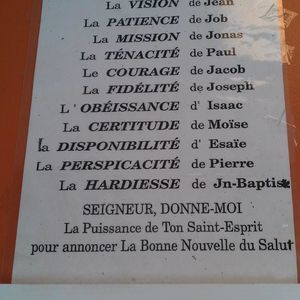 La VISION de Jean
La PATIENCE de Job
La MISSION de Jonas
La TÉNACITÉ de Paul
Le COURAGE de Jacob
La FIDÉLITÉ de Joseph
L'OBÉISSANCE d'Isaac
La CERTITUDE de Moïse
La DISPONIBILITÉ d'Esaïe
La PERSPICACITÉ de Pierre
La HARDIESSE de Jn-Baptiste
SEIGNEUR, DONNE-MOI
La Puissance de Ton Saint-Esprit
pour annoncer La Bonne Nouvelle du Salut